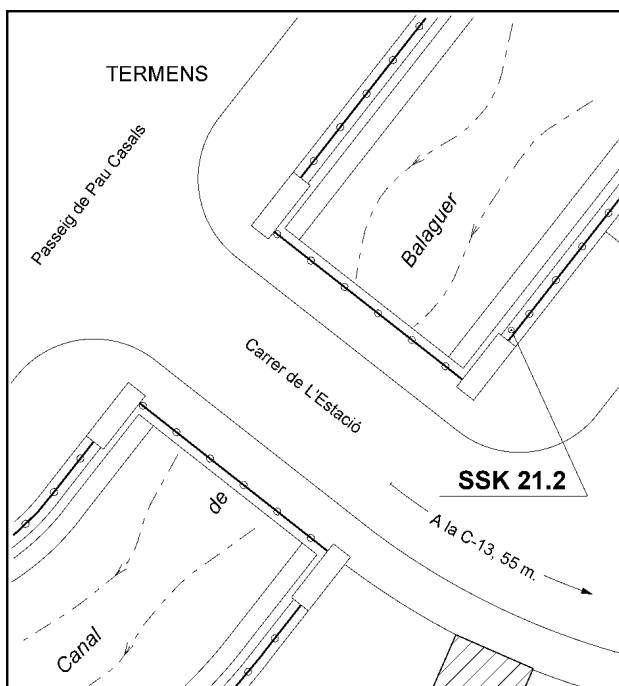 TERMENS
Passeig de Pau Casals
Balaguer
Carrer de L'Estació
SSK 21.2
de
A la C-13, 55 m.
Canal